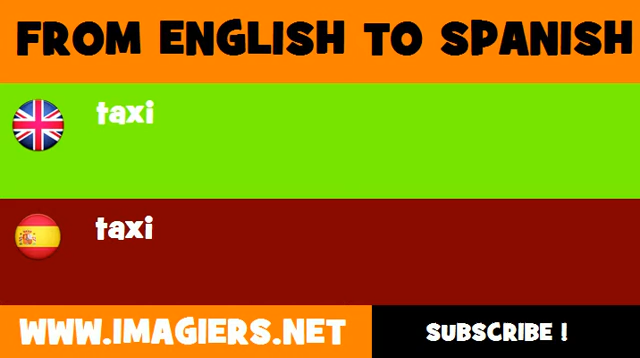 FROM ENGLISH TO SPANISH
taxi
taxi
WWW.IMAGIERS.NET
SUBSCRIBE !